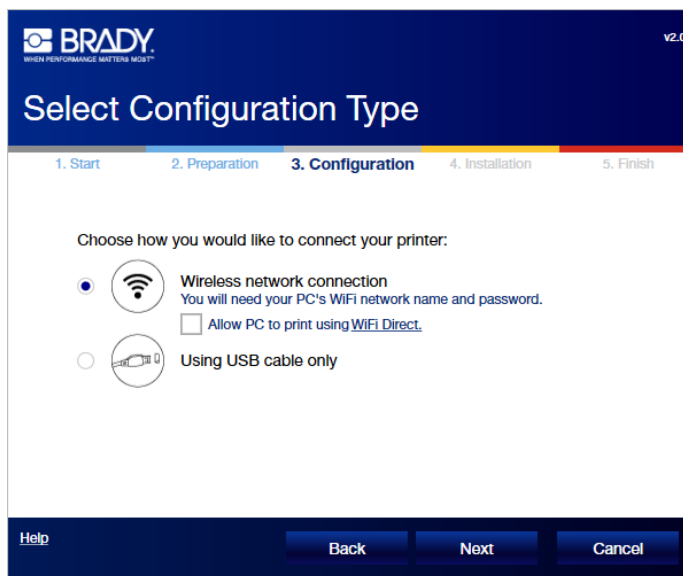 BRADY.
WHEN PERFORMANCE MATTERS MOST™
v2.0
Select Configuration Type
1. Start 2. Preparation 3. Configuration 4. Installation 5. Finish
Choose how you would like to connect your printer:
Wireless network connection
You will need your PC's WiFi network name and password.
Allow PC to print using WiFi Direct.
Using USB cable only
Help Back Next Cancel